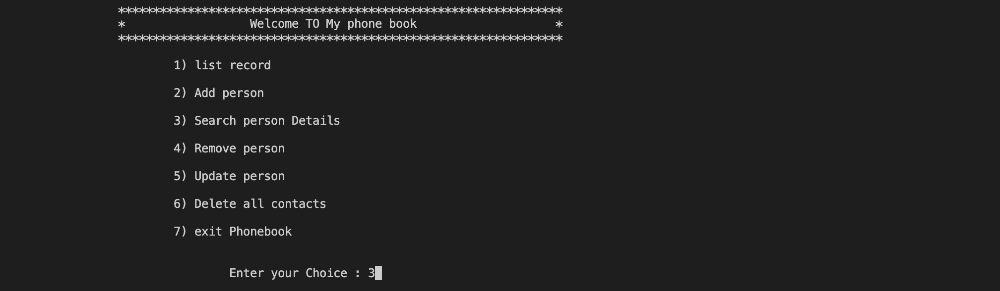 ****************************************************************
* Welcome TO My phone book *
****************************************************************
1) list record
2) Add person
3) Search person Details
4) Remove person
5) Update person
6) Delete all contacts
7) exit Phonebook
Enter your Choice : 3